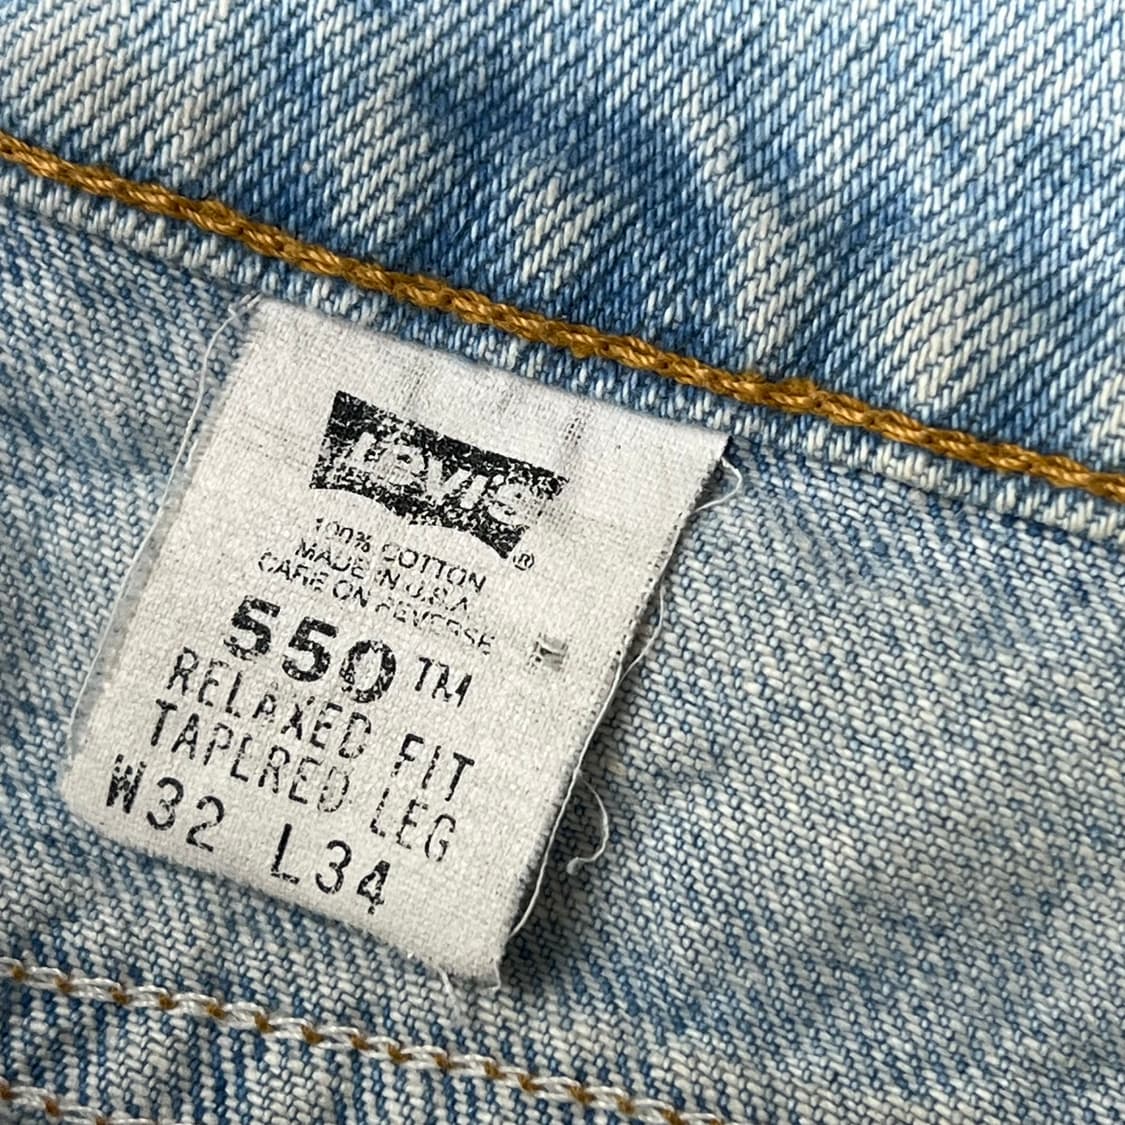 Levi's®
100% COTTON
MADE IN U.S.A.
CARE ON REVERSE
550™
RELAXED FIT
TAPERED LEG
W32 L34